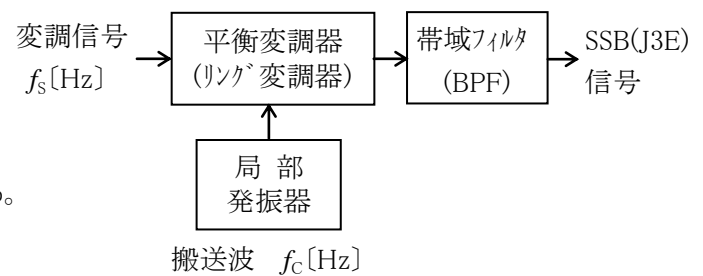 変調信号
fS〔Hz〕
平衡変調器
(ﾘﾝｸﾞ変調器)
帯域ﾌｨﾙﾀ
(BPF)
SSB(J3E)
信号
局 部
発振器
。
搬送波 fC〔Hz〕